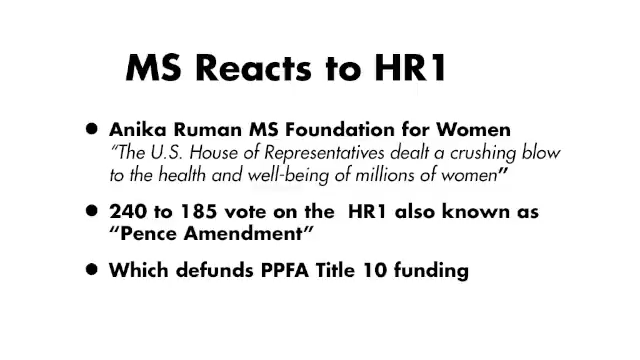 MS Reacts to HR1
● Anika Ruman MS Foundation for Women
“The U.S. House of Representatives dealt a crushing blow
to the health and well-being of millions of women”
● 240 to 185 vote on the HR1 also known as
“Pence Amendment”
● Which defunds PPFA Title 10 funding